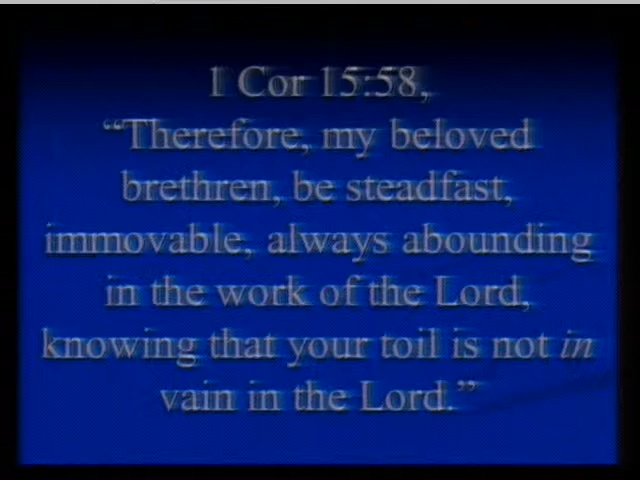 1 Cor 15:58,
“Therefore, my beloved
brethren, be steadfast,
immovable, always abounding
in the work of the Lord,
knowing that your toil is not in
vain in the Lord.”